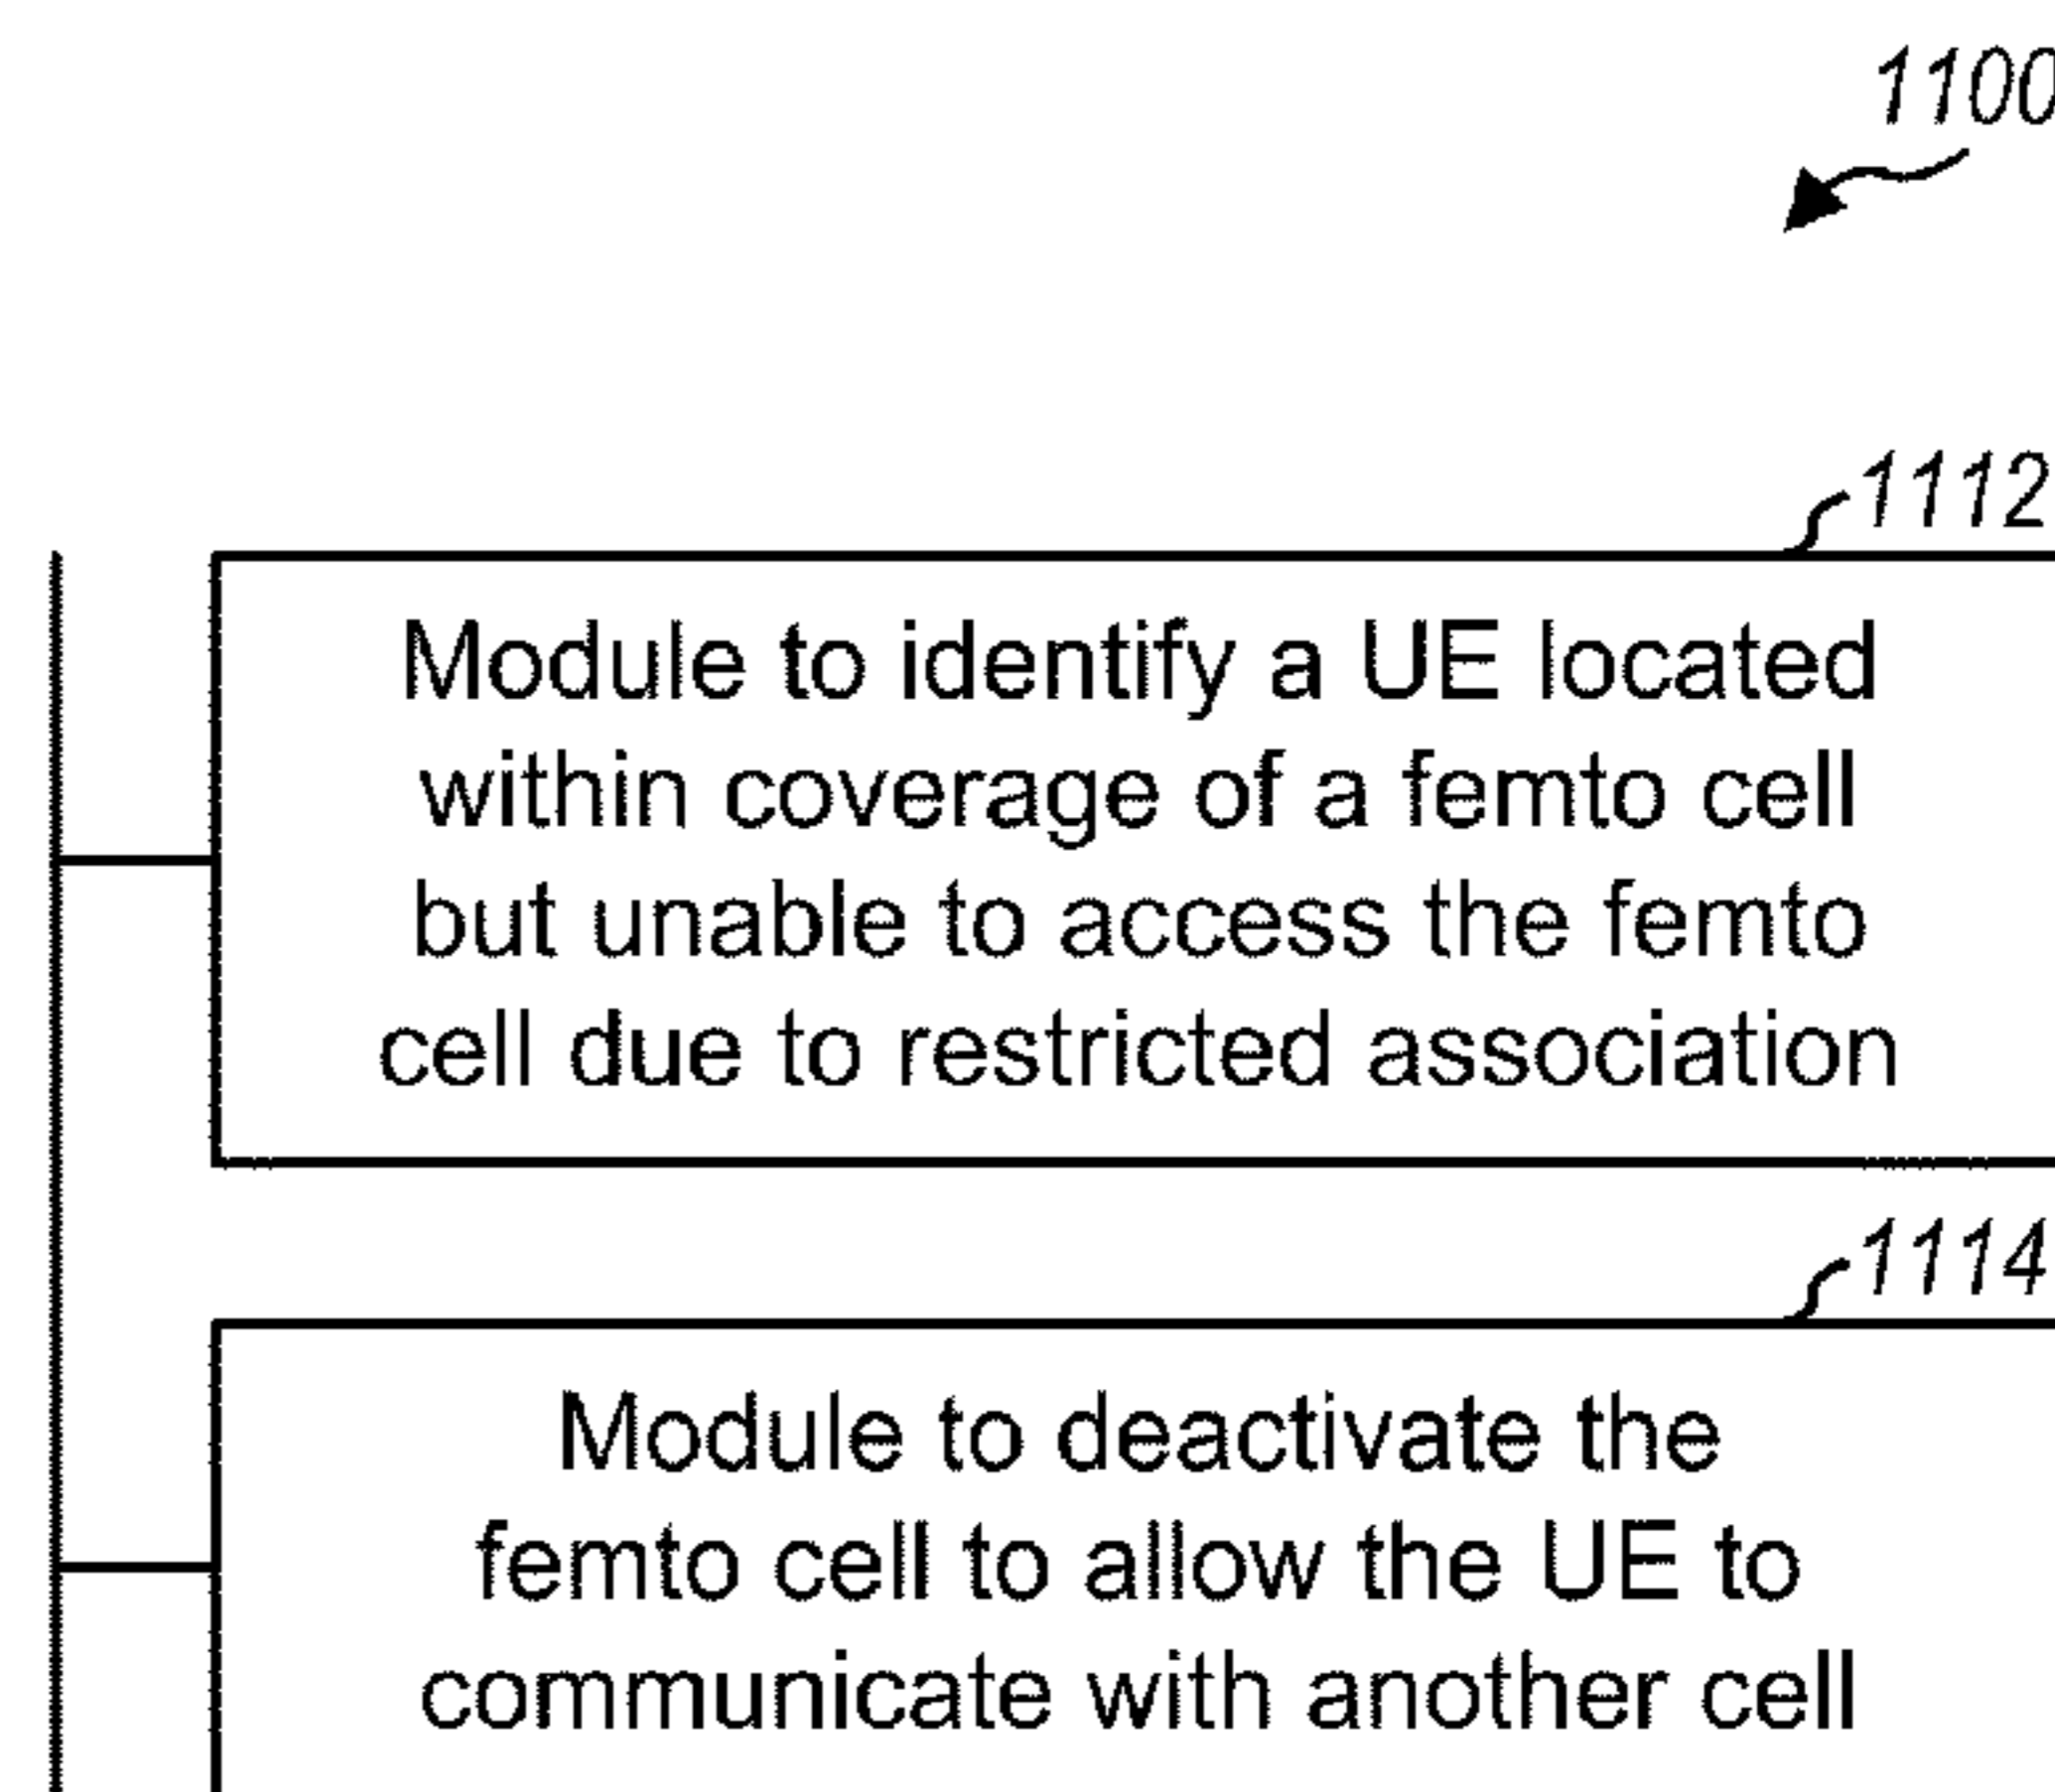 1100
1112
Module to identify a UE located
within coverage of a femto cell
but unable to access the femto
cell due to restricted association
1114
Module to deactivate the
femto cell to allow the UE to
communicate with another cell